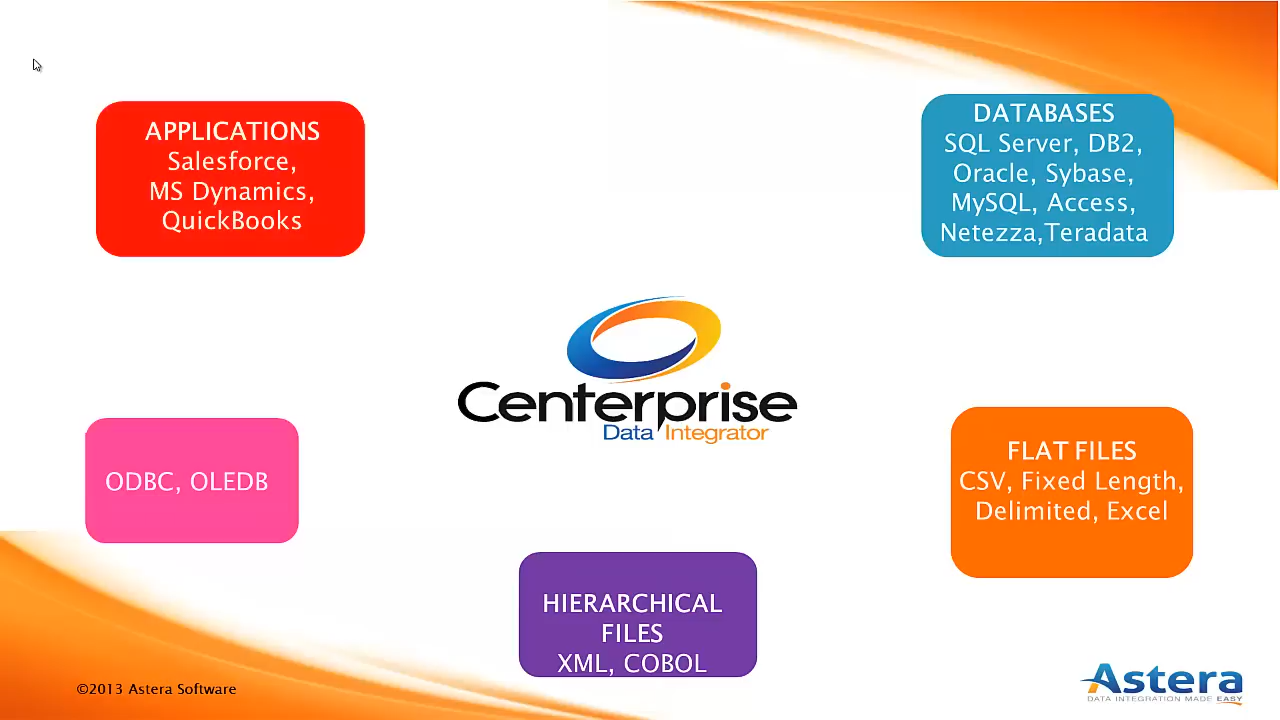 APPLICATIONS
Salesforce,
MS Dynamics,
QuickBooks
DATABASES
SQL Server, DB2,
Oracle, Sybase,
MySQL, Access,
Netezza,Teradata
Centerprise
Data Integrator
ODBC, OLEDB
FLAT FILES
CSV, Fixed Length,
Delimited, Excel
HIERARCHICAL
FILES
XML, COBOL
©2013 Astera Software
Astera
DATA INTEGRATION MADE EASY